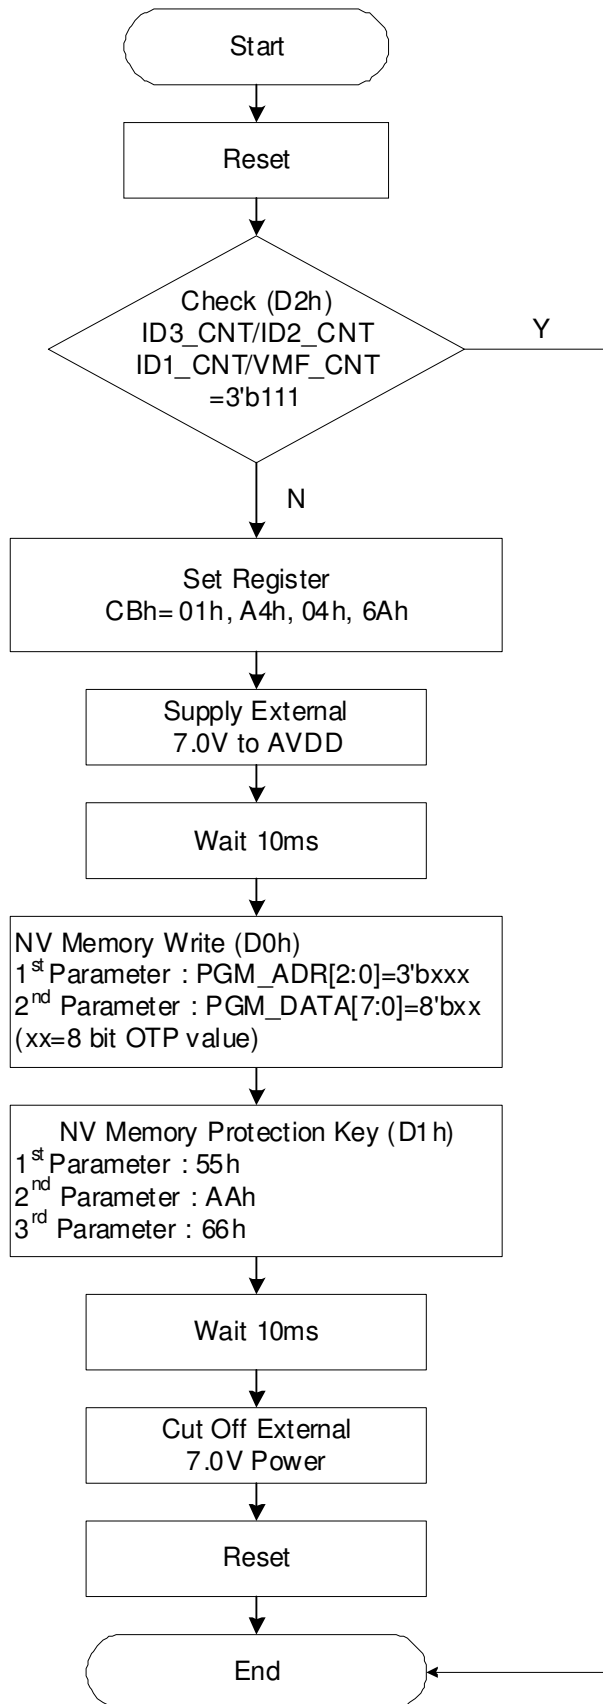 Start
Reset
Check (D2h)
ID3_CNT/ID2_CNT
ID1_CNT/VMF_CNT
=3'b111
Y
N
Set Register
CBh= 01h, A4h, 04h, 6Ah
Supply External
7.0V to AVDD
Wait 10ms
NV Memory Write (D0h)
1st Parameter : PGM_ADR[2:0]=3'bxxx
2nd Parameter : PGM_DATA[7:0]=8'bxx
(xx=8 bit OTP value)
NV Memory Protection Key (D1h)
1st Parameter : 55h
2nd Parameter : AAh
3rd Parameter : 66h
Wait 10ms
Cut Off External
7.0V Power
Reset
End